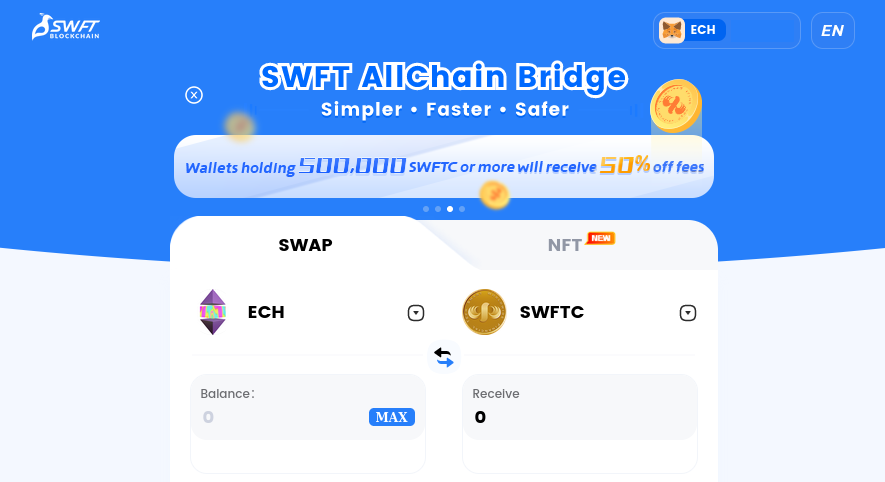 SWFT
BLOCKCHAIN
ECH
EN
SWFT AllChain Bridge
Simpler • Faster • Safer
Wallets holding 500,000 SWFTC or more will receive 50% off fees
SWAP
NFT NEW
ECH
SWFTC
Balance:
0
MAX
Receive
0